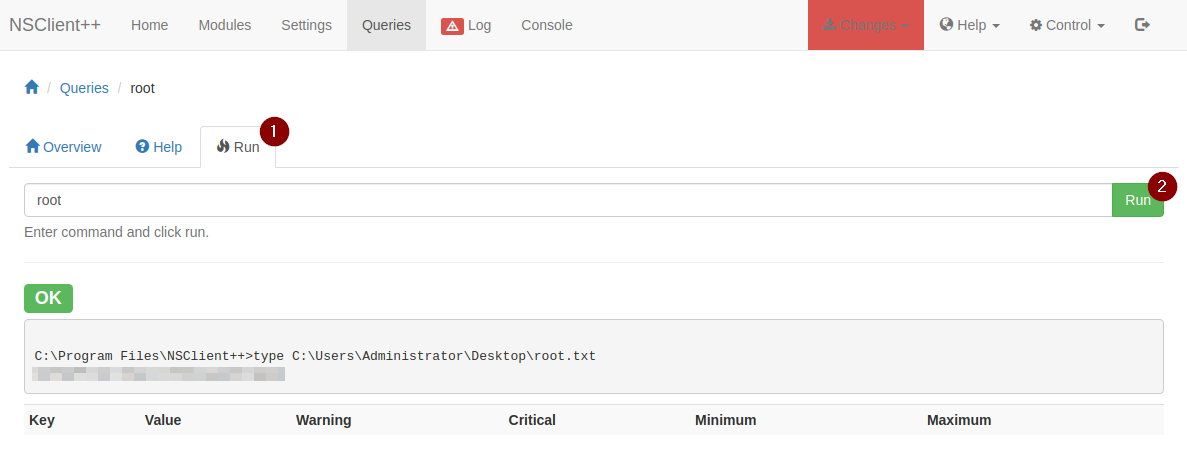 NSClient++ Home Modules Settings Queries Log Console Changes Help Control
/ Queries / root
Overview Help Run 1
root Run 2
Enter command and click run.
OK
C:\Program Files\NSClient++>type C:\Users\Administrator\Desktop\root.txt
Key Value Warning Critical Minimum Maximum